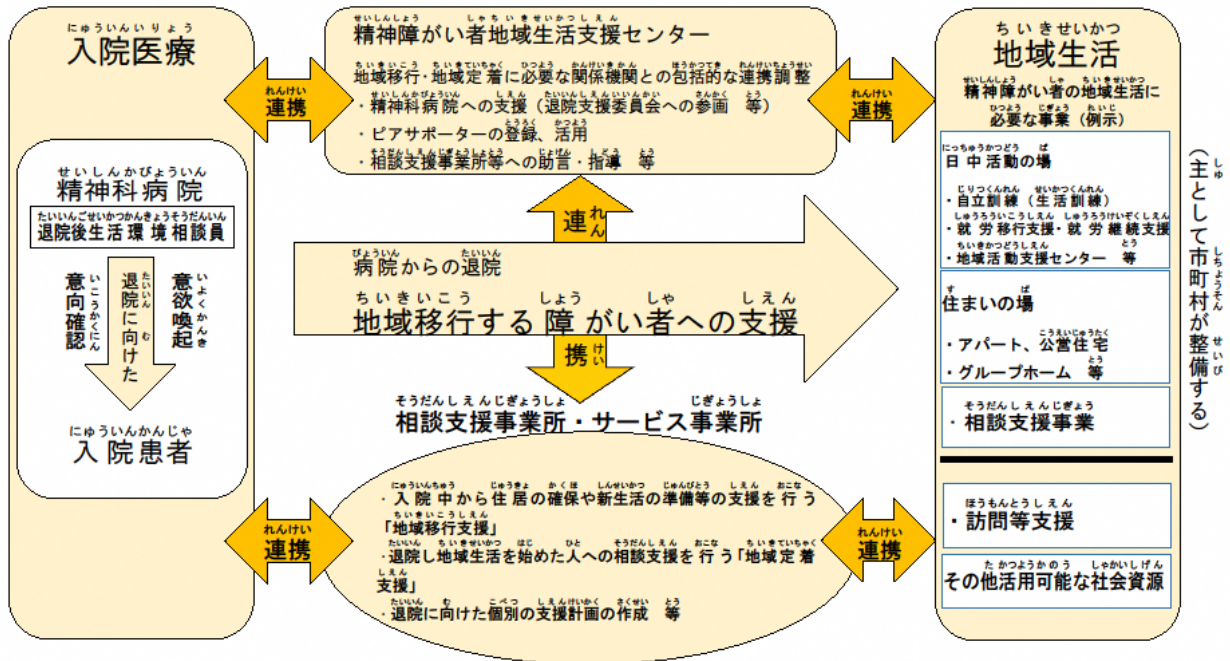 入院医療
精神科病院
退院後生活環境相談員
意欲喚起
退院に向けた
意向確認
入院患者
連携
連携
精神障がい者地域生活支援センター
地域移行・地域定着に必要な関係機関との包括的な連携調整
・精神科病院への支援（退院支援委員会への参画　等）
・ピアサポーターの登録、活用
・相談支援事業所等への助言・指導　等
連
病院からの退院
地域移行する障がい者への支援
携
相談支援事業所・サービス事業所
・入院中から住居の確保や新生活の準備等の支援を行う
「地域移行支援」
・退院し地域生活を始めた人への相談支援を行う「地域定着
支援」
・退院に向けた個別の支援計画の作成　等
連携
連携
地域生活
精神障がい者の地域生活に
必要な事業（例示）
日中活動の場
・自立訓練（生活訓練）
・就労移行支援・就労継続支援
・地域活動支援センター　等
住まいの場
・アパート、公営住宅
・グループホーム　等
・相談支援事業
・訪問等支援
その他活用可能な社会資源
（主として市町村が整備する）